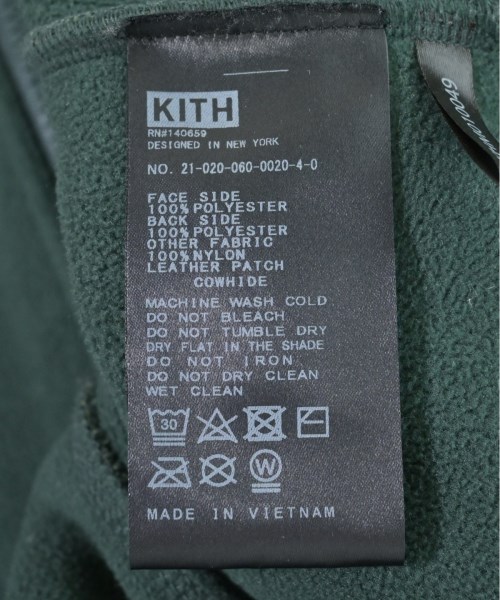 KITH
RN#140659
DESIGNED IN NEW YORK
NO. 21-020-060-0020-4-0
FACE SIDE
100%POLYESTER
BACK SIDE
100%POLYESTER
OTHER FABRIC
100%NYLON
LEATHER PATCH
COWHIDE
MACHINE WASH COLD
DO NOT BLEACH
DO NOT TUMBLE DRY
DRY FLAT IN THE SHADE
DO NOT IRON
DO NOT DRY CLEAN
WET CLEAN
30
W
MADE IN VIETNAM